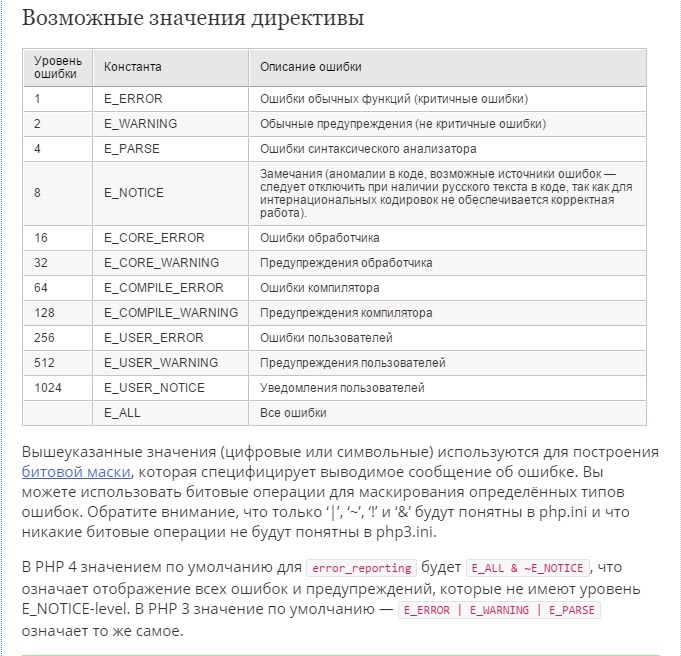 Возможные значения директивы
Уровень ошибки Константа Описание ошибки
1 E_ERROR Ошибки обычных функций (критичные ошибки)
2 E_WARNING Обычные предупреждения (не критичные ошибки)
4 E_PARSE Ошибки синтаксического анализатора
8 E_NOTICE Замечания (аномалии в коде, возможные источники ошибок —
следует отключить при наличии русского текста в коде, так как для
интернациональных кодировок не обеспечивается корректная
работа).
16 E_CORE_ERROR Ошибки обработчика
32 E_CORE_WARNING Предупреждения обработчика
64 E_COMPILE_ERROR Ошибки компилятора
128 E_COMPILE_WARNING Предупреждения компилятора
256 E_USER_ERROR Ошибки пользователей
512 E_USER_WARNING Предупреждения пользователей
1024 E_USER_NOTICE Уведомления пользователей
E_ALL Все ошибки
Вышеуказанные значения (цифровые или символьные) используются для построения
битовой маски, которая специфицирует выводимое сообщение об ошибке. Вы
можете использовать битовые операции для маскирования определённых типов
ошибок. Обратите внимание, что только ‘|’, ‘~’, ‘!’ и ‘&’ будут понятны в php.ini и что
никакие битовые операции не будут понятны в php3.ini.
В PHP 4 значением по умолчанию для error_reporting будет E_ALL & ~E_NOTICE, что
означает отображение всех ошибок и предупреждений, которые не имеют уровень
E_NOTICE-level. В PHP 3 значение по умолчанию — E_ERROR | E_WARNING | E_PARSE
означает то же самое.